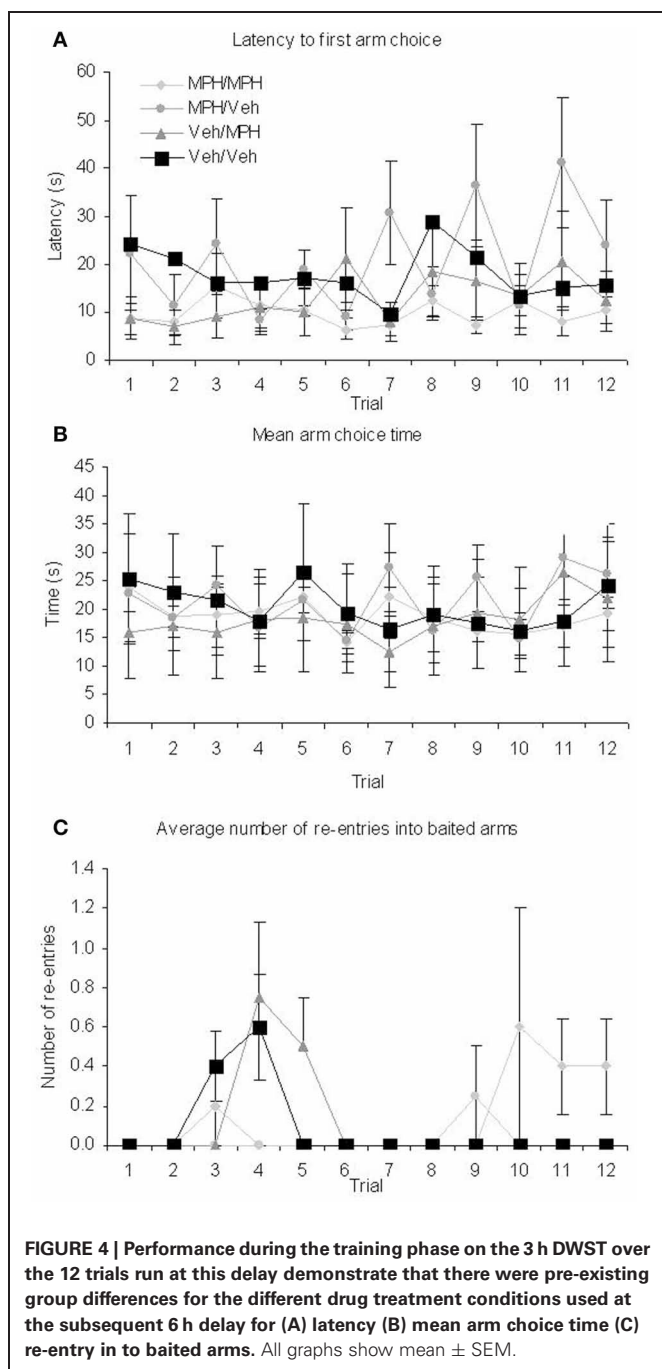 A
Latency to first arm choice
60
50
40
30
20
10
0
Latency (s)
MPH/MPH
MPH/Veh
Veh/MPH
Veh/Veh
1 2 3 4 5 6 7 8 9 10 11 12
Trial
B
Mean arm choice time
45
40
35
30
25
20
15
10
5
0
Time (s)
1 2 3 4 5 6 7 8 9 10 11 12
Trial
C
Average number of re-entries into baited arms
1.4
1.2
1.0
0.8
0.6
0.4
0.2
0.0
Number of re-entries
1 2 3 4 5 6 7 8 9 10 11 12
Trial
FIGURE 4 | Performance during the training phase on the 3 h DWST over
the 12 trials run at this delay demonstrate that there were pre-existing
group differences for the different drug treatment conditions used at
the subsequent 6 h delay for (A) latency (B) mean arm choice time (C)
re-entry in to baited arms. All graphs show mean ± SEM.